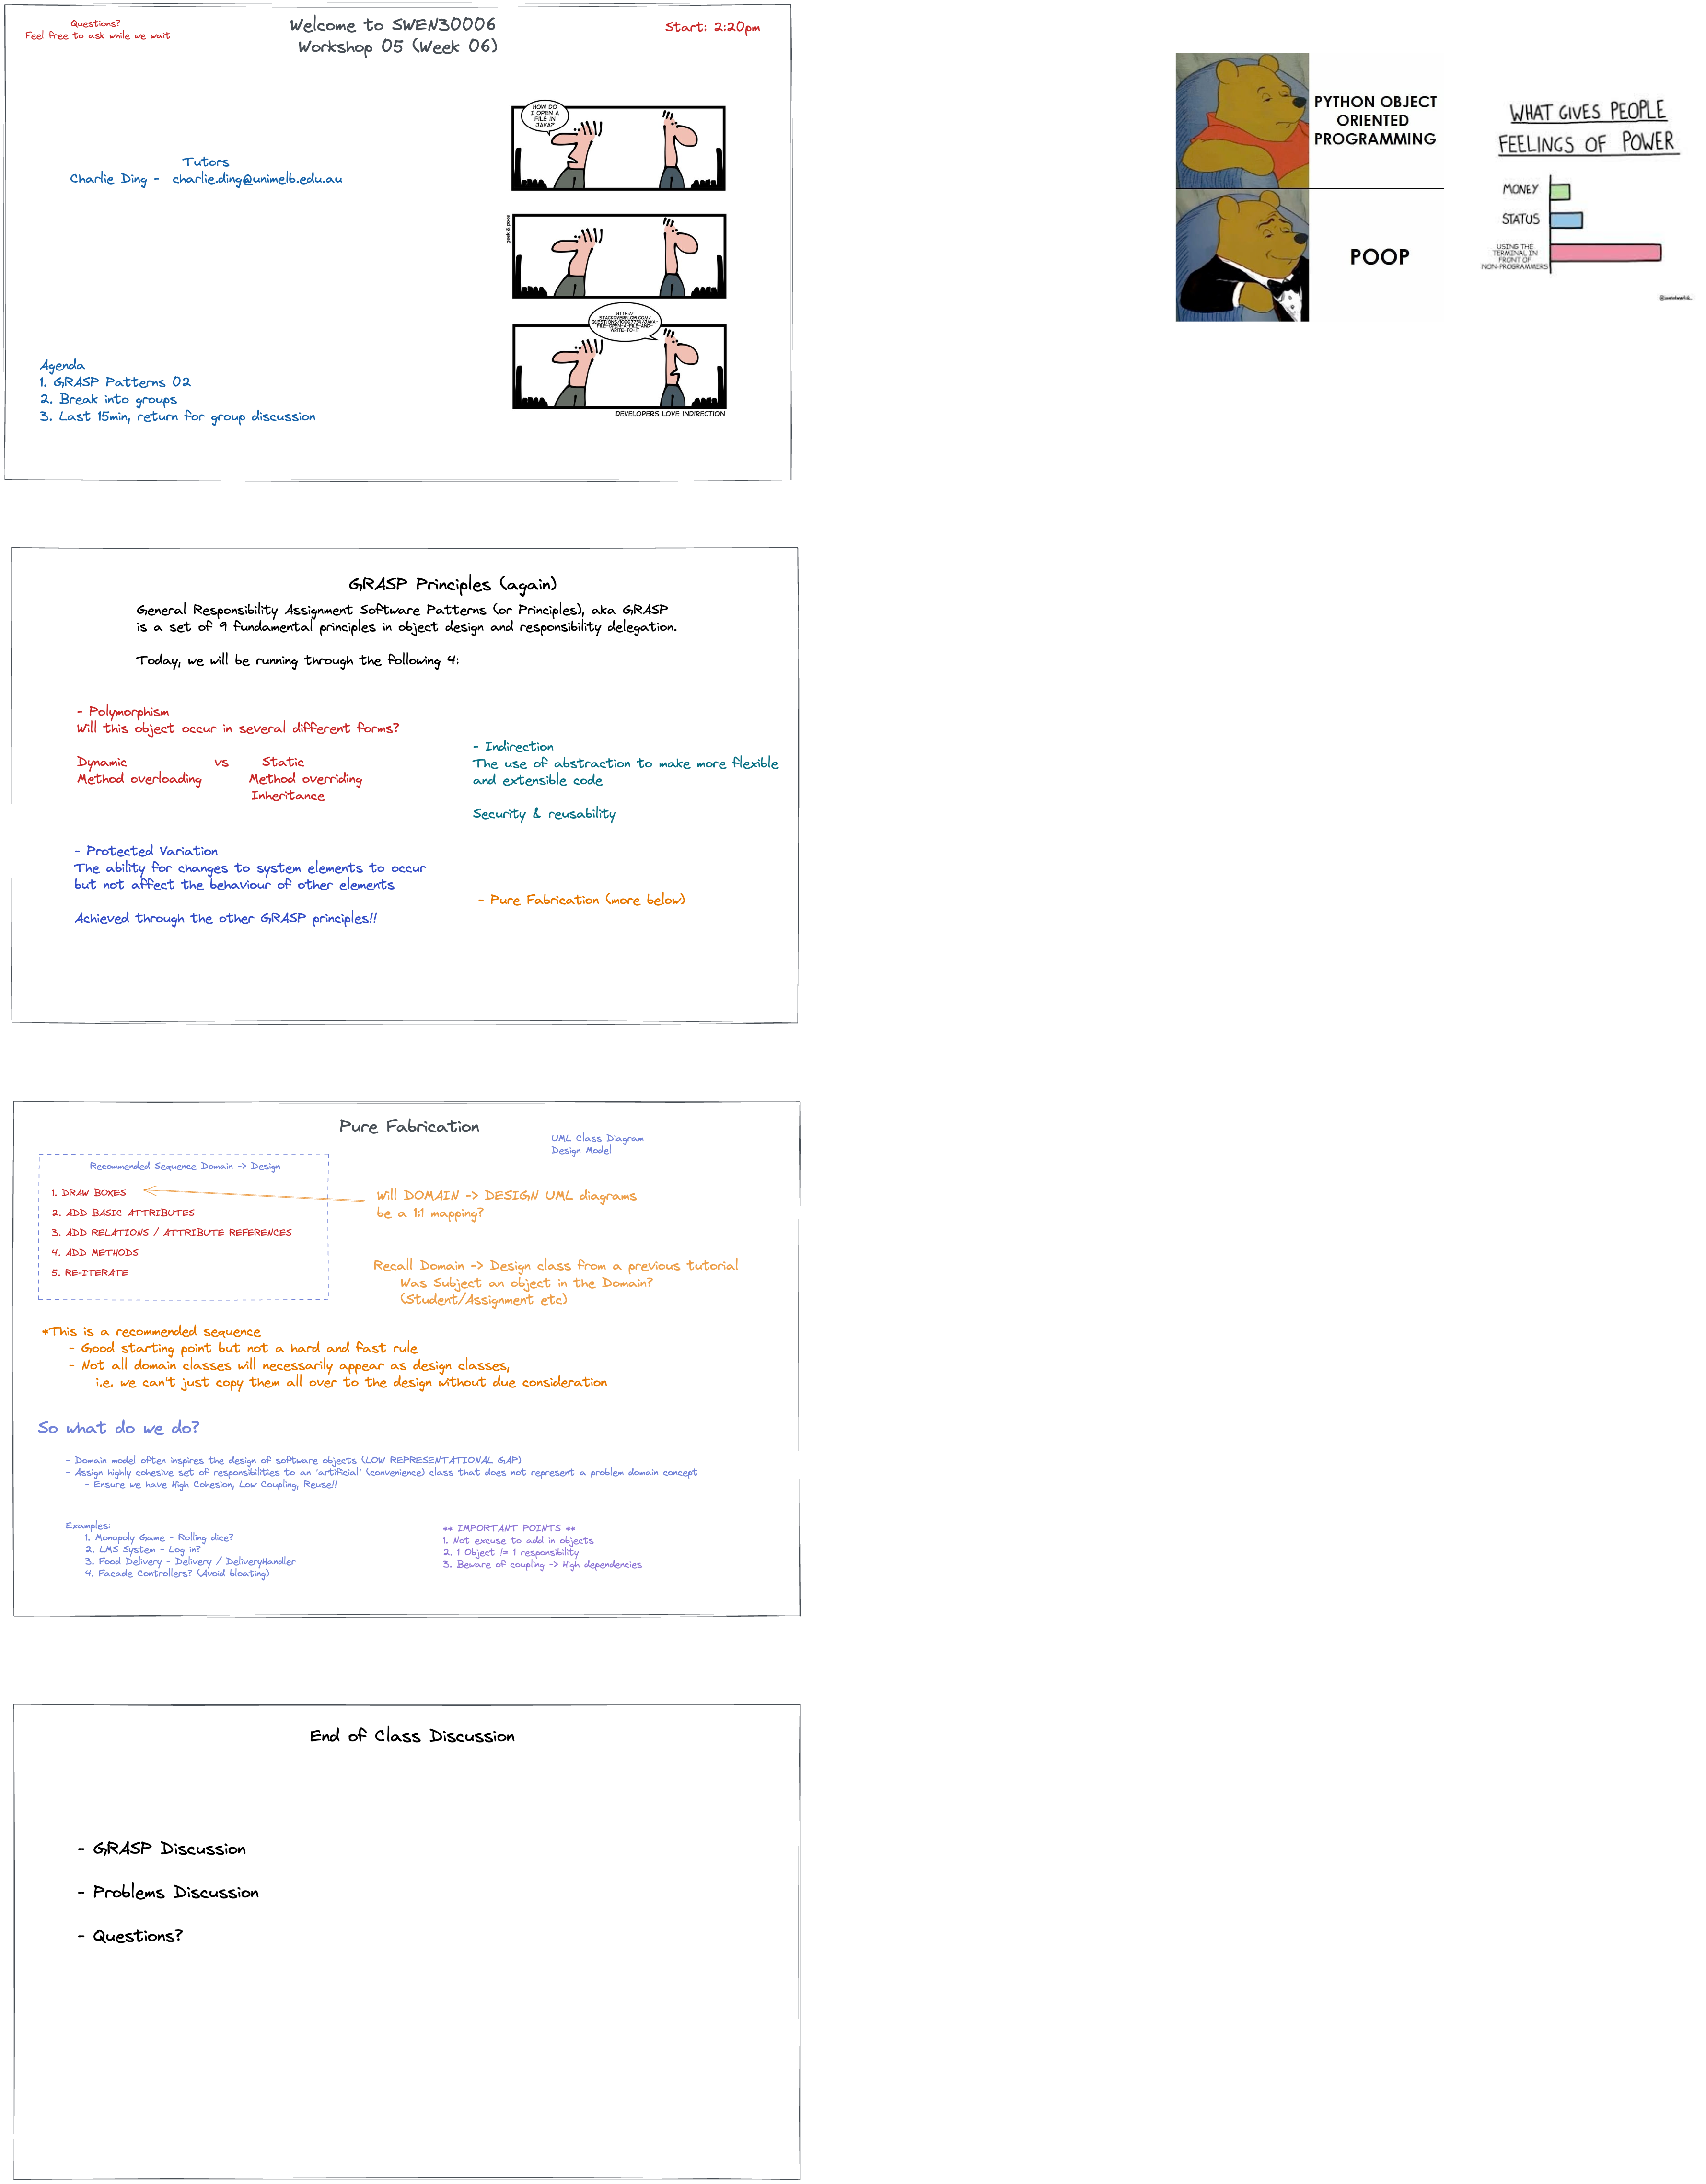 Questions?
Feel free to ask while we wait
Welcome to SWEN30006
Workshop 05 (Week 06)
Start: 2:20pm
Tutors
Charlie Ding - charlie.ding@unimelb.edu.au
HOW DO
I OPEN A
FILE IN
JAVA?
geek & poke
HTTP://
STACKOVERFLOW.COM/
DEVELOPERS LOVE INDIRECTION
Agenda
1. GRASP Patterns 02
2. Break into groups
3. Last 15min, return for group discussion
PYTHON OBJECT
ORIENTED
PROGRAMMING
POOP
WHAT GIVES PEOPLE
FEELINGS OF POWER
MONEY
STATUS
USING THE
TERMINAL IN
FRONT OF
NON-PROGRAMMERS
GRASP Principles (again)
General Responsibility Assignment Software Patterns (or Principles), aka GRASP
is a set of 9 fundamental principles in object design and responsibility delegation.
Today, we will be running through the following 4:
- Polymorphism
Will this object occur in several different forms?
Dynamic vs Static
Method overloading Method overriding
Inheritance
- Indirection
The use of abstraction to make more flexible
and extensible code
Security & reusability
- Protected Variation
The ability for changes to system elements to occur
but not affect the behaviour of other elements
Achieved through the other GRASP principles!!
- Pure Fabrication (more below)
Pure Fabrication
UML Class Diagram
Design Model
Recommended Sequence Domain -> Design
1. DRAW BOXES
2. ADD BASIC ATTRIBUTES
3. ADD RELATIONS / ATTRIBUTE REFERENCES
4. ADD METHODS
5. RE-ITERATE
Will DOMAIN -> DESIGN UML diagrams
be a 1:1 mapping?
Recall Domain -> Design class from a previous tutorial
Was Subject an object in the Domain?
(Student/Assignment etc)
*This is a recommended sequence
- Good starting point but not a hard and fast rule
- Not all domain classes will necessarily appear as design classes,
i.e. we can't just copy them all over to the design without due consideration
So what do we do?
- Domain model often inspires the design of software objects (LOW REPRESENTATIONAL GAP)
- Assign highly cohesive set of responsibilities to an 'artificial' (convenience) class that does not represent a problem domain concept
- Ensure we have High Cohesion, Low Coupling, Reuse!!
Examples:
1. Monopoly Game - Rolling dice?
2. LMS System - Log in?
3. Food Delivery - Delivery / DeliveryHandler
4. Facade Controllers? (Avoid bloating)
** IMPORTANT POINTS **
1. Not excuse to add in objects
2. 1 Object != 1 responsibility
3. Beware of coupling -> High dependencies
End of Class Discussion
- GRASP Discussion
- Problems Discussion
- Questions?